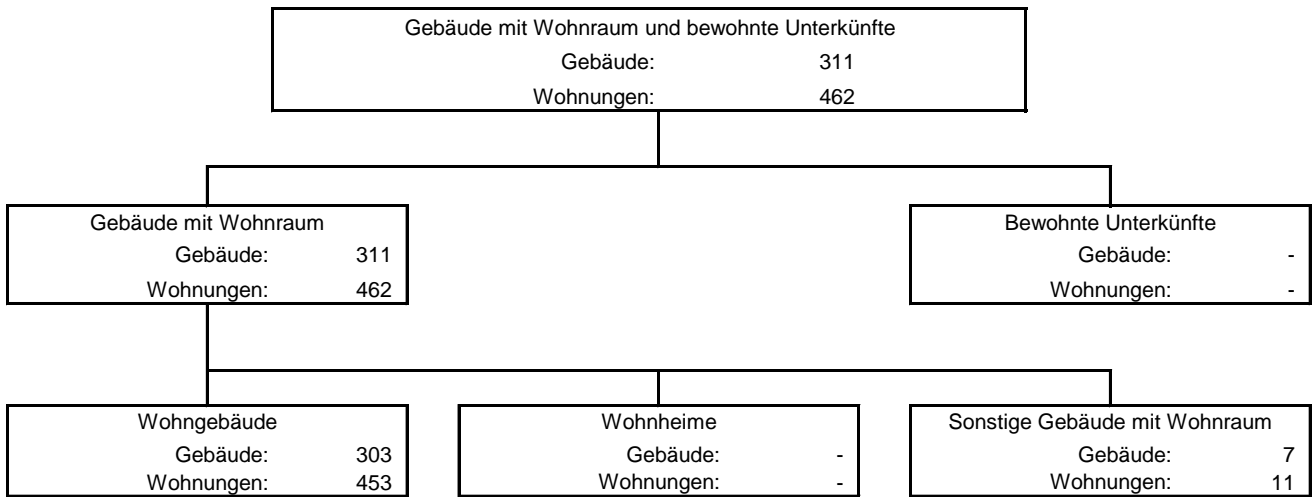 Gebäude mit Wohnraum und bewohnte Unterkünfte
Gebäude: 311
Wohnungen: 462
Gebäude mit Wohnraum
Gebäude: 311
Wohnungen: 462
Bewohnte Unterkünfte
Gebäude: -
Wohnungen: -
Wohngebäude
Gebäude: 303
Wohnungen: 453
Wohnheime
Gebäude: -
Wohnungen: -
Sonstige Gebäude mit Wohnraum
Gebäude: 7
Wohnungen: 11